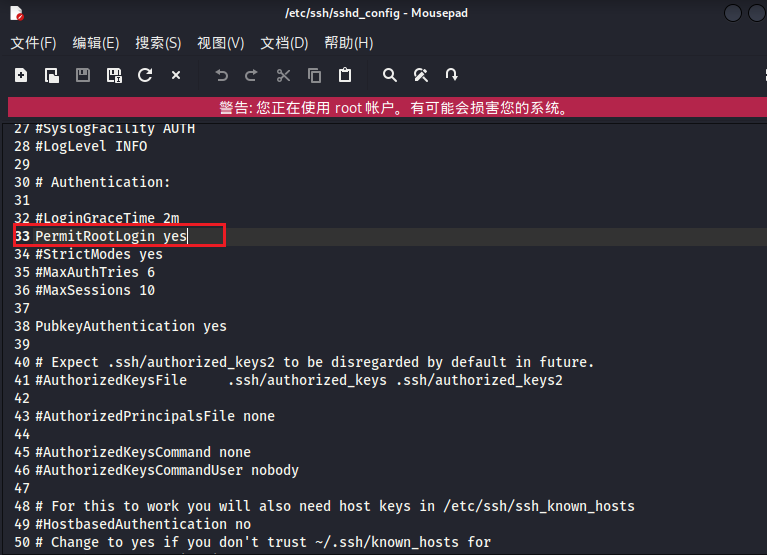 /etc/ssh/sshd_config - Mousepad
文件(F) 编辑(E) 搜索(S) 视图(V) 文档(D) 帮助(H)
警告: 您正在使用 root 帐户。有可能会损害您的系统。
27 #SyslogFacility AUTH
28 #LogLevel INFO
29
30 # Authentication:
31
32 #LoginGraceTime 2m
33 PermitRootLogin yes
34 #StrictModes yes
35 #MaxAuthTries 6
36 #MaxSessions 10
37
38 PubkeyAuthentication yes
39
40 # Expect .ssh/authorized_keys2 to be disregarded by default in future.
41 #AuthorizedKeysFile     .ssh/authorized_keys .ssh/authorized_keys2
42
43 #AuthorizedPrincipalsFile none
44
45 #AuthorizedKeysCommand none
46 #AuthorizedKeysCommandUser nobody
47
48 # For this to work you will also need host keys in /etc/ssh/ssh_known_hosts
49 #HostbasedAuthentication no
50 # Change to yes if you don't trust ~/.ssh/known_hosts for